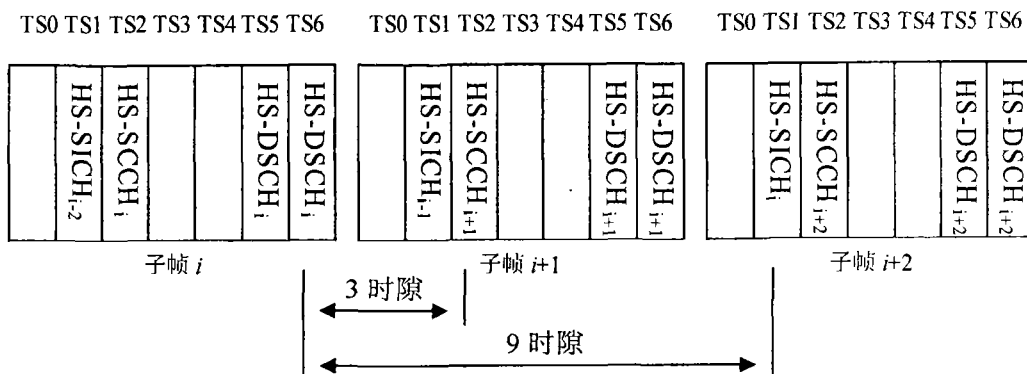 TS0 TS1 TS2 TS3 TS4 TS5 TS6
TS0 TS1 TS2 TS3 TS4 TS5 TS6
TS0 TS1 TS2 TS3 TS4 TS5 TS6
HS-SICHi-2
HS-SCCHi
HS-DSCHi
HS-DSCHi
HS-SICHi-1
HS-SCCHi+1
HS-DSCHi+1
HS-DSCHi+1
HS-SICHi
HS-SCCHi+2
HS-DSCHi+2
HS-DSCHi+2
子帧 i
子帧 i+1
子帧 i+2
3 时隙
9 时隙